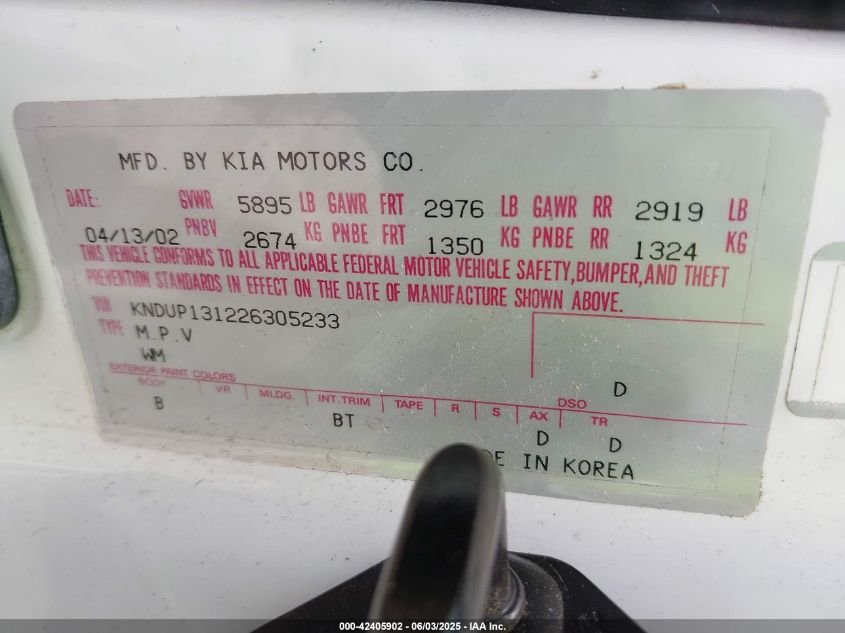 MFD. BY KIA MOTORS CO.
DATE: GVWR 5895 LB GAWR FRT 2976 LB GAWR RR 2919 LB
04/13/02 PNBV 2674 KG PNBE FRT 1350 KG PNBE RR 1324 KG
THIS VEHICLE CONFORMS TO ALL APPLICABLE FEDERAL MOTOR VEHICLE SAFETY,BUMPER,AND THEFT
PREVENTION STANDARDS IN EFFECT ON THE DATE OF MANUFACTURE SHOWN ABOVE.
VIN KNDUP131226305233
TYPE M.P.V
WM
D
EXTERIOR PAINT COLORS
DSO
BODY VR MLDG. INT.TRIM TAPE R S AX TR
B BT D D
E IN KOREA
000-42405902 - 06/03/2025 - IAA Inc.